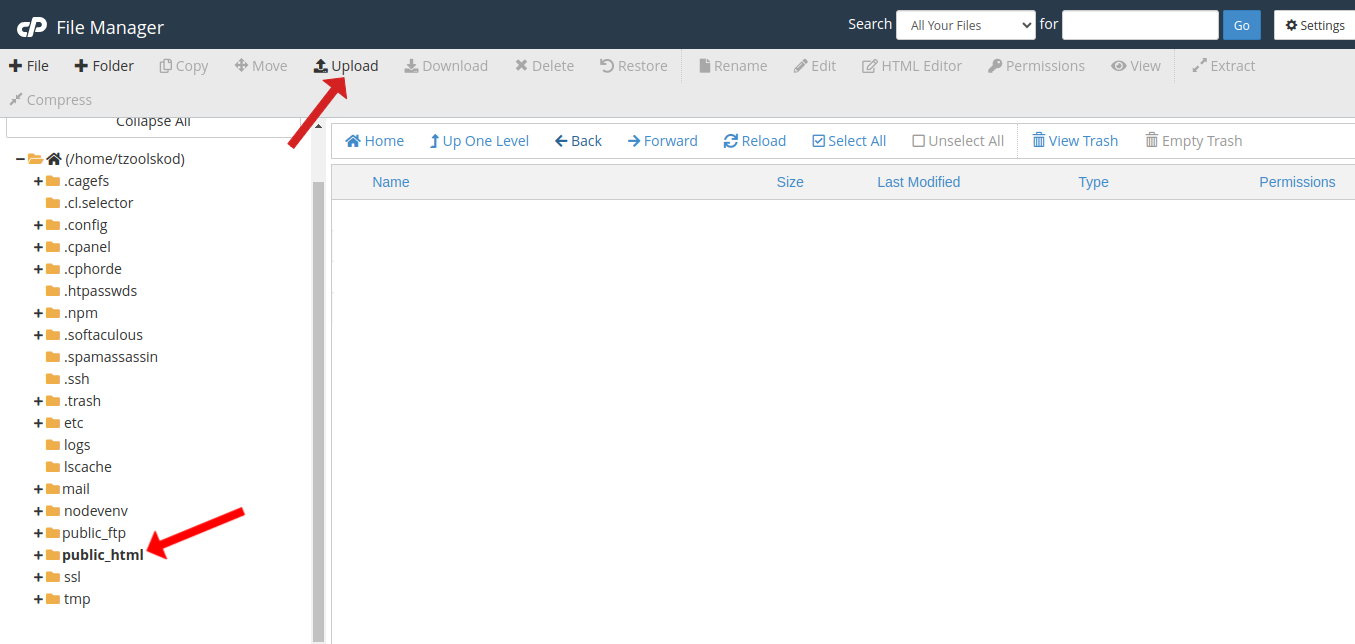 cP File Manager
Search All Your Files for Go Settings
File Folder Copy Move Upload Download Delete Restore Rename Edit HTML Editor Permissions View Extract
Compress
Collapse All
Home Up One Level Back Forward Reload Select All Unselect All View Trash Empty Trash
Name Size Last Modified Type Permissions
(/home/tzoolskod)
.cagefs
.cl.selector
.config
.cpanel
.cphorde
.htpasswds
.npm
.softaculous
.spamassassin
.ssh
.trash
etc
logs
lscache
mail
nodevenv
public_ftp
public_html
ssl
tmp